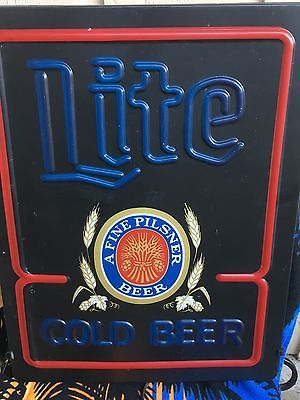 Lite
A FINE PILSNER
BEER
COLD BEER